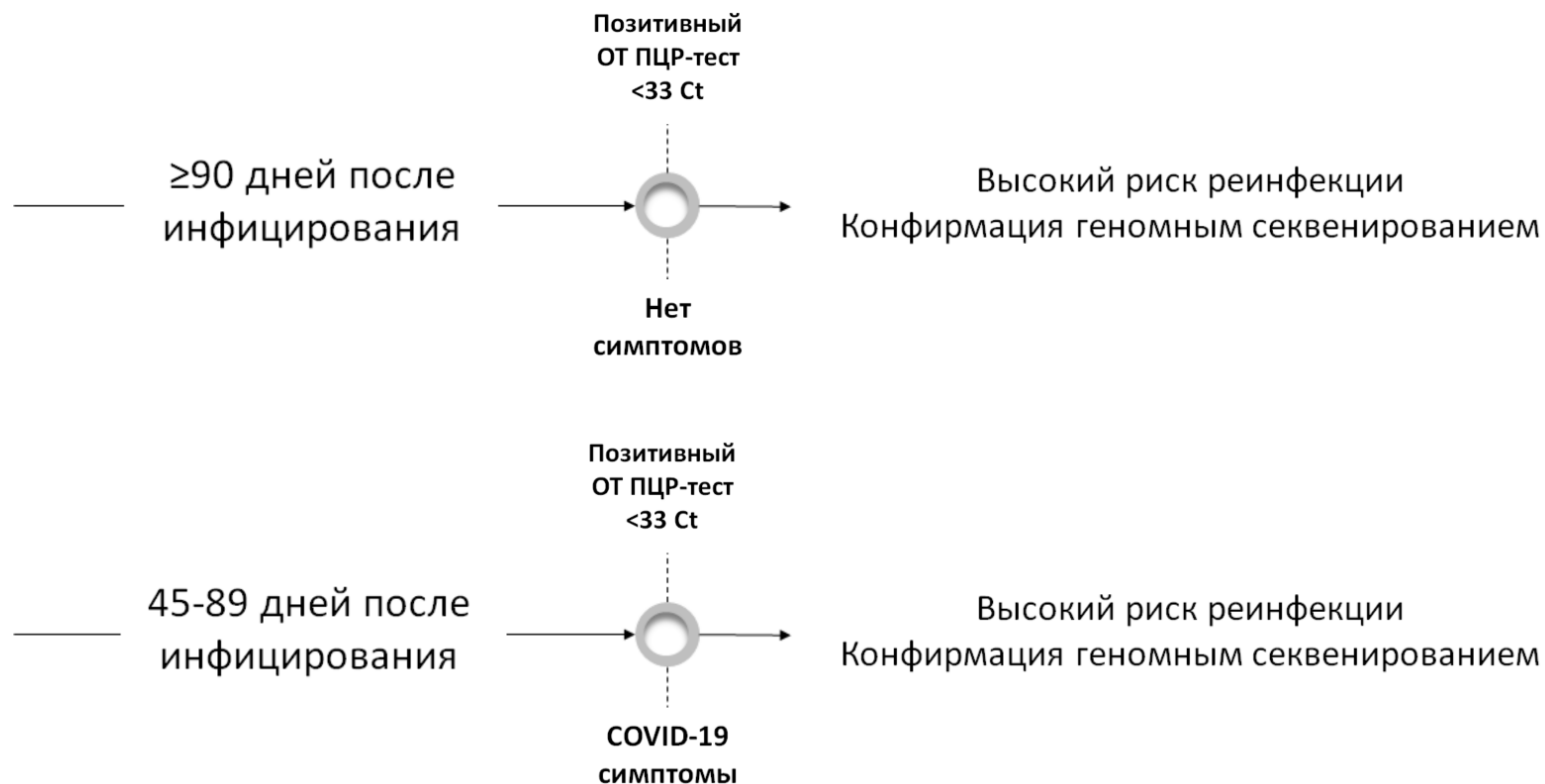 Позитивный
ОТ ПЦР-тест
<33 Ct
≥90 дней после
инфицирования
Высокий риск реинфекции
Конфирмация геномным секвенированием
Нет
симптомов
Позитивный
ОТ ПЦР-тест
<33 Ct
45-89 дней после
инфицирования
Высокий риск реинфекции
Конфирмация геномным секвенированием
COVID-19
симптомы